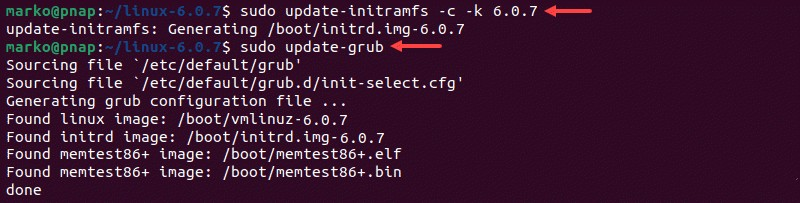 marko@pnap:~/linux-6.0.7$ sudo update-initramfs -c -k 6.0.7
update-initramfs: Generating /boot/initrd.img-6.0.7
marko@pnap:~/linux-6.0.7$ sudo update-grub
Sourcing file `/etc/default/grub'
Sourcing file `/etc/default/grub.d/init-select.cfg'
Generating grub configuration file ...
Found linux image: /boot/vmlinuz-6.0.7
Found initrd image: /boot/initrd.img-6.0.7
Found memtest86+ image: /boot/memtest86+.elf
Found memtest86+ image: /boot/memtest86+.bin
done